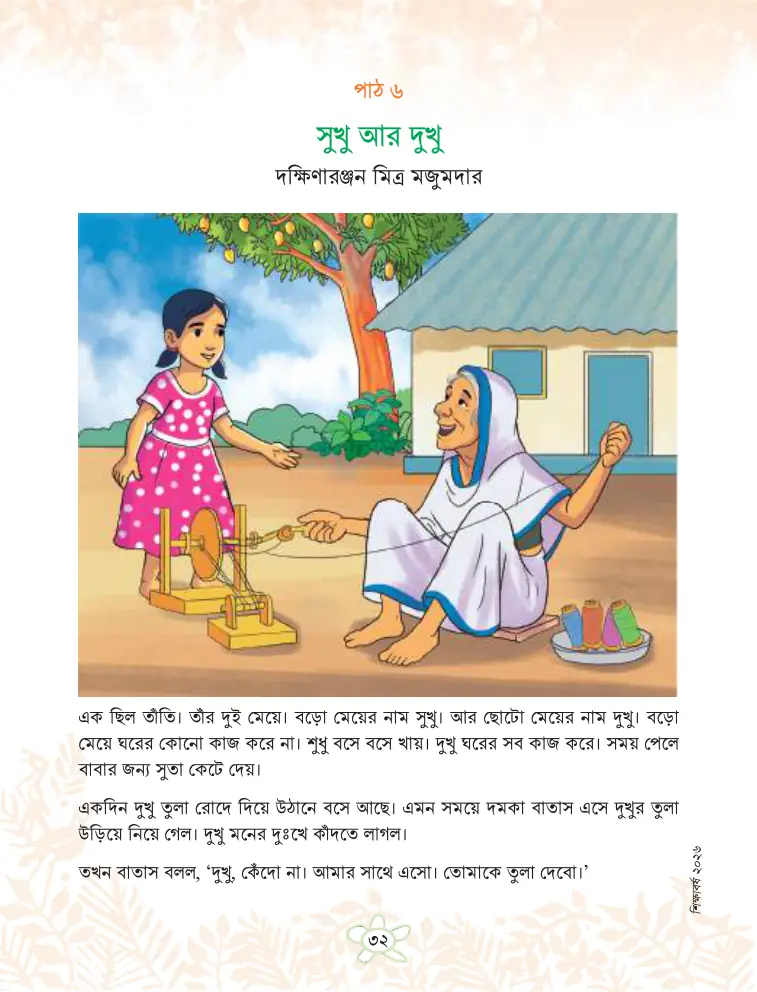 পাঠ ৬
সুখু আর দুখু
দক্ষিণারঞ্জন মিত্র মজুমদার
এক ছিল তাঁতি। তাঁর দুই মেয়ে। বড়ো মেয়ের নাম সুখু। আর ছোটো মেয়ের নাম দুখু। বড়ো
মেয়ে ঘরের কোনো কাজ করে না। শুধু বসে বসে খায়। দুখু ঘরের সব কাজ করে। সময় পেলে
বাবার জন্য সুতা কেটে দেয়।
একদিন দুখু তুলা রোদে দিয়ে উঠানে বসে আছে। এমন সময়ে দমকা বাতাস এসে দুখুর তুলা
উড়িয়ে নিয়ে গেল। দুখু মনের দুঃখে কাঁদতে লাগল।
তখন বাতাস বলল, ‘দুখু, কেঁদো না। আমার সাথে এসো। তোমাকে তুলা দেবো।’
শিক্ষাবর্ষ ২০২৬
৩২